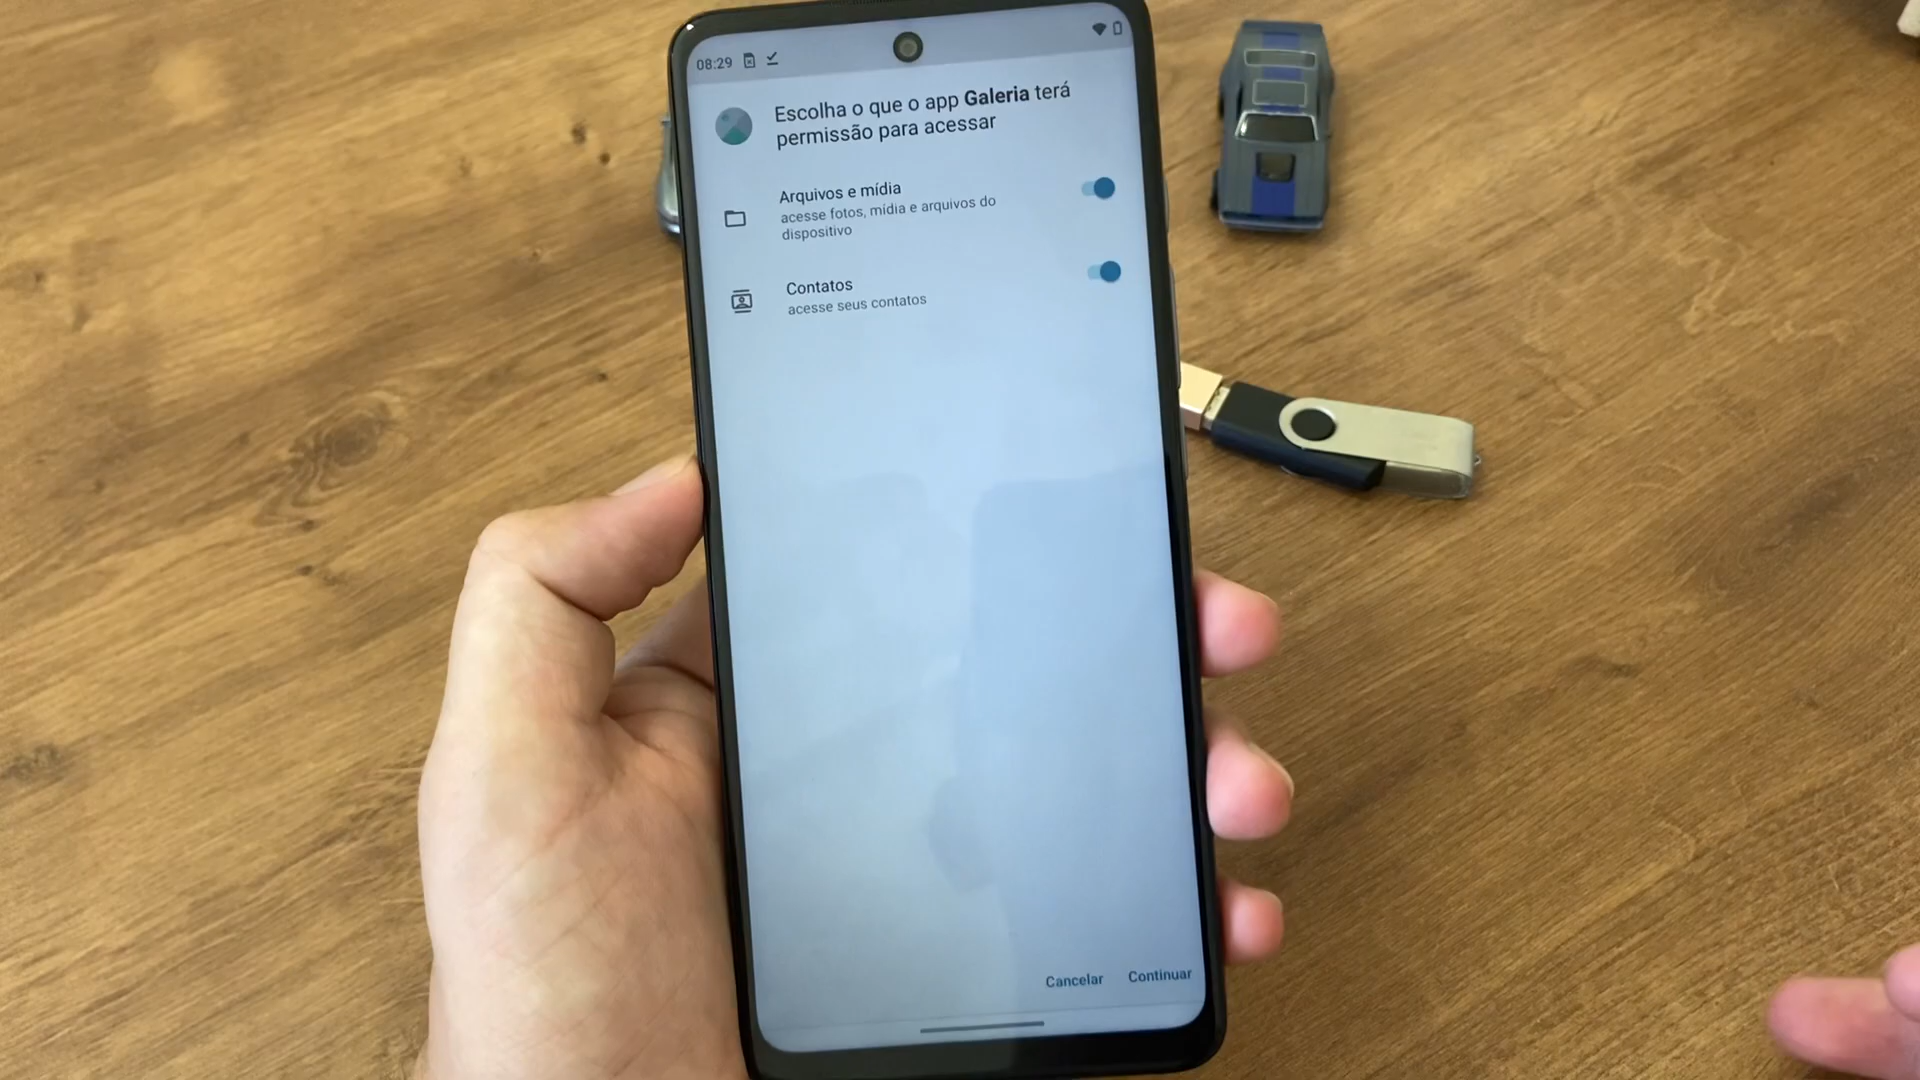 08:29
Escolha o que o app Galeria terá
permissão para acessar
Arquivos e mídia
acesse fotos, mídia e arquivos do
dispositivo
Contatos
acesse seus contatos
Cancelar
Continuar